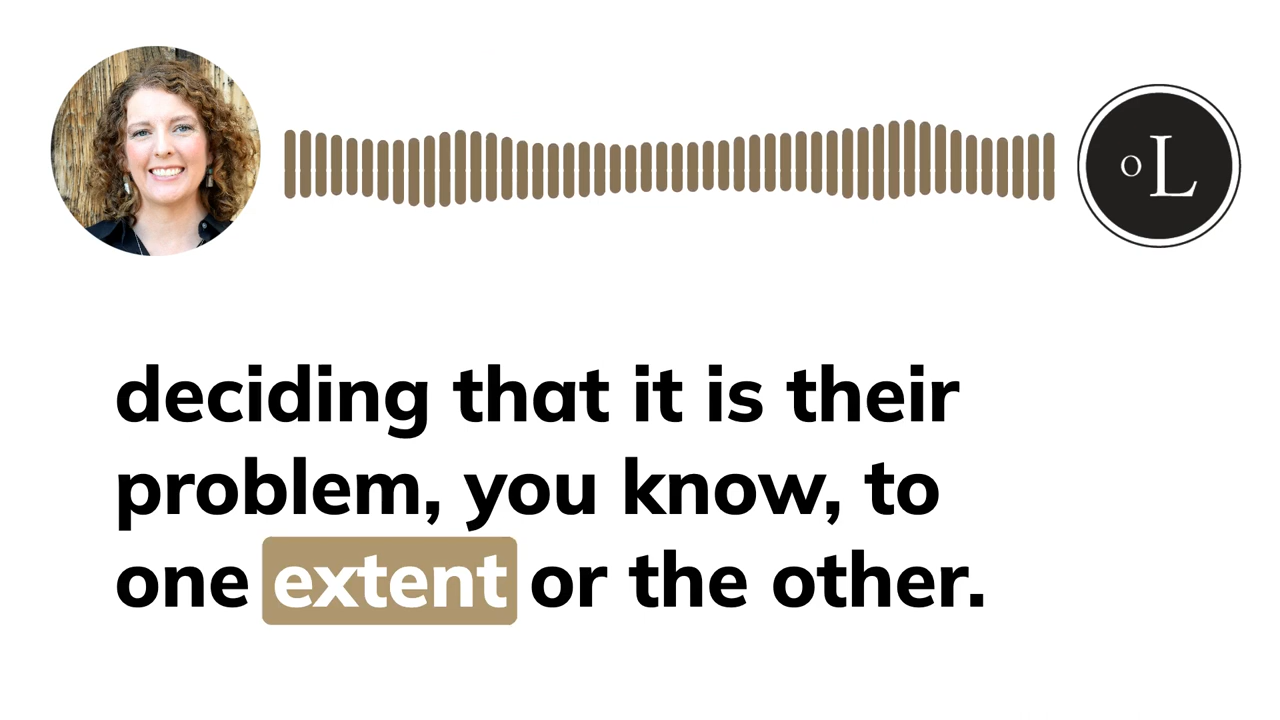 oL
deciding that it is their
problem, you know, to
one extent or the other.